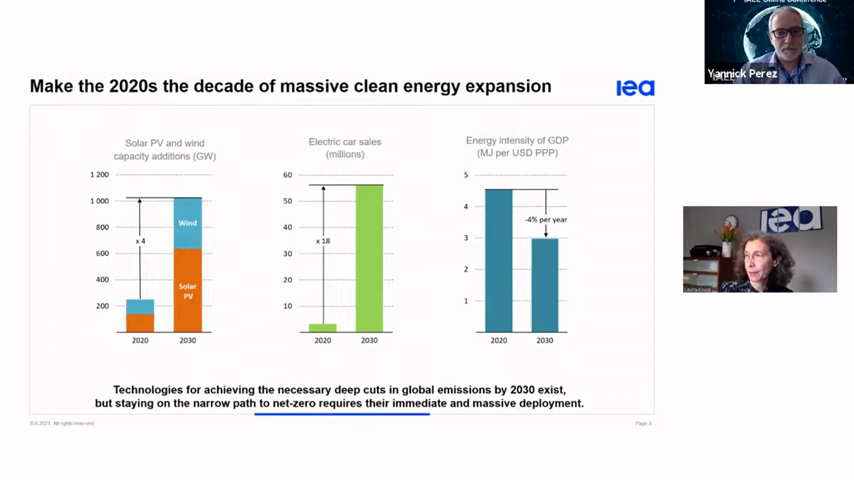 IAEE Online Conference
Yannick Perez
Make the 2020s the decade of massive clean energy expansion
iea
Solar PV and wind
capacity additions (GW)
1 200
1 000
800
600
400
200
x 4
Wind
Solar
PV
2020
2030
Electric car sales
(millions)
60
50
40
30
20
10
x 18
2020
2030
Energy intensity of GDP
(MJ per USD PPP)
5
4
3
2
1
-4% per year
2020
2030
iea
Technologies for achieving the necessary deep cuts in global emissions by 2030 exist,
but staying on the narrow path to net-zero requires their immediate and massive deployment.
IEA 2021. All rights reserved.
Page 3